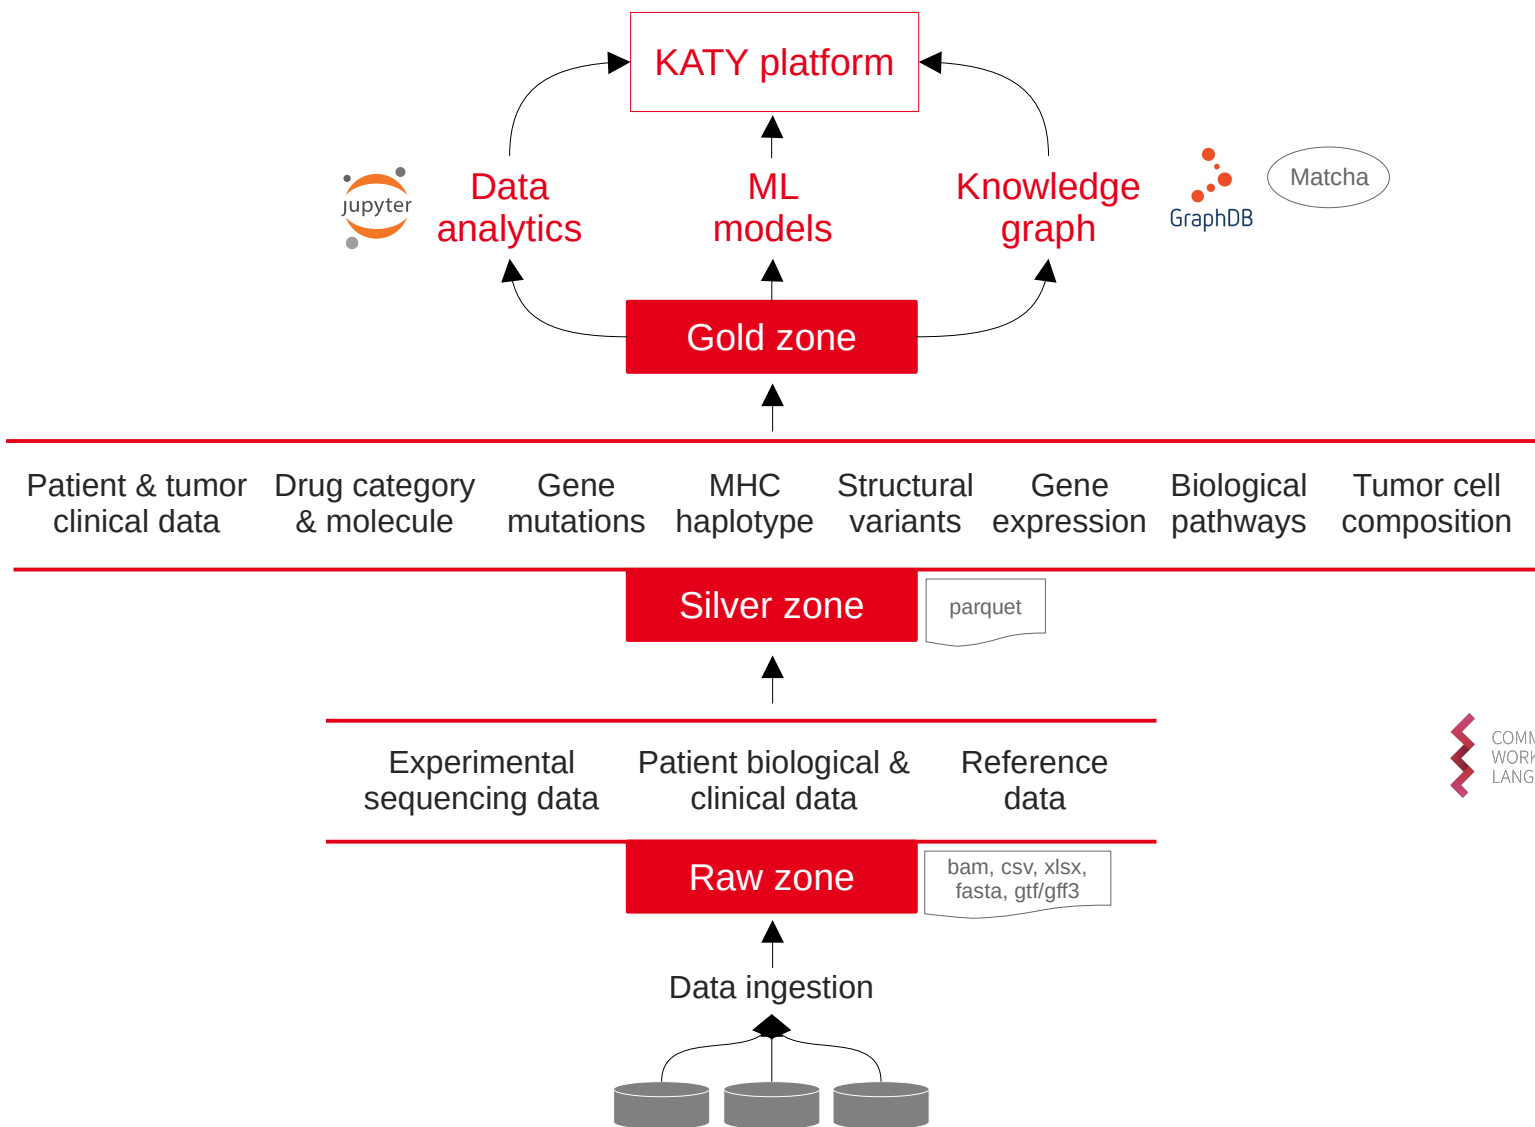 KATY platform
Data
analytics
ML
models
Knowledge
graph
jupyter
GraphDB
Matcha
Gold zone
Patient & tumor
clinical data
Drug category
& molecule
Gene
mutations
MHC
haplotype
Structural
variants
Gene
expression
Biological
pathways
Tumor cell
composition
Silver zone
parquet
Experimental
sequencing data
Patient biological &
clinical data
Reference
data
Raw zone
bam, csv, xlsx,
fasta, gtf/gff3
Data ingestion